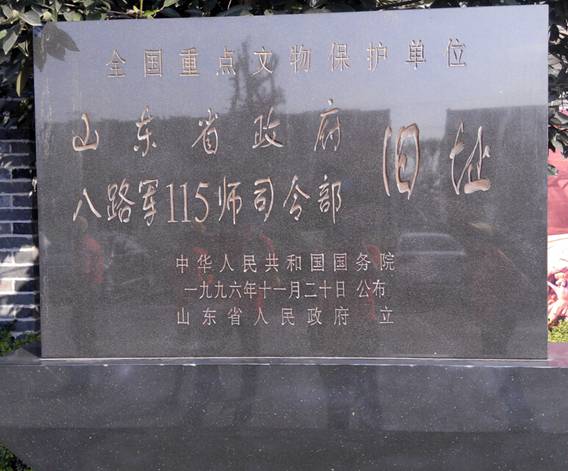 全国重点文物保护单位
山东省政府
八路军115师司令部
旧址
中华人民共和国国务院
一九九六年十一月二十日公布
山东省人民政府 立